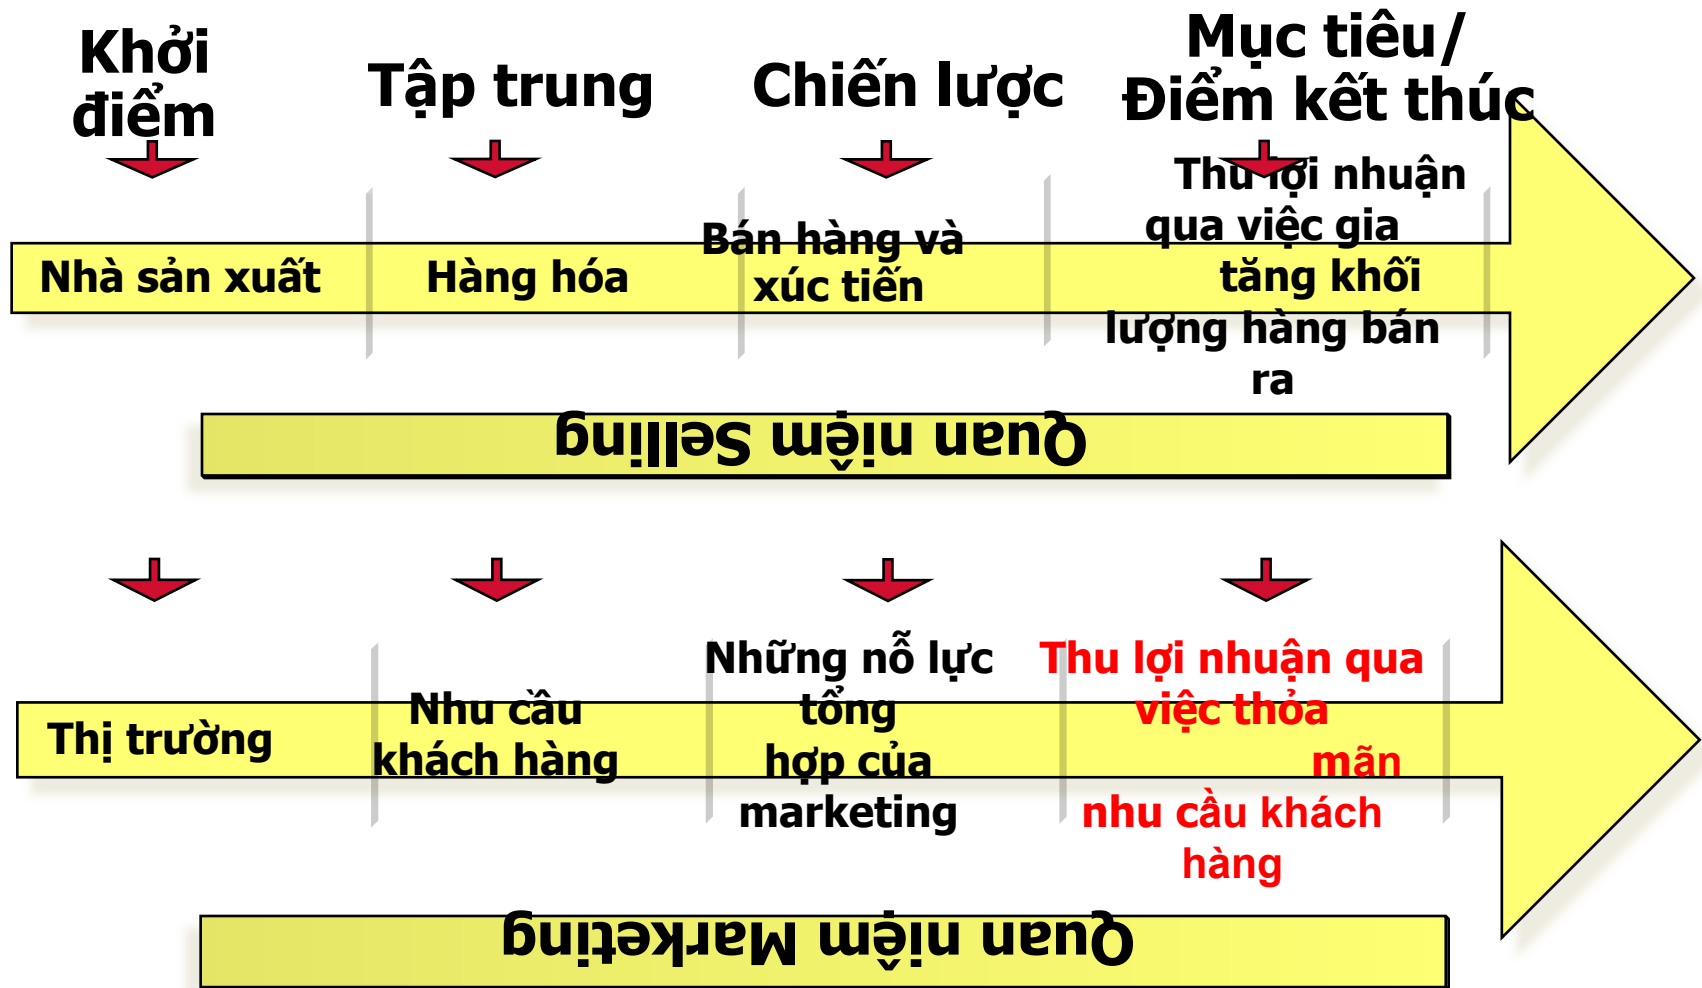 Khởi
điểm
Tập trung
Chiến lược
Mục tiêu/
Điểm kết thúc
Nhà sản xuất
Hàng hóa
Bán hàng và
xúc tiến
Thu lợi nhuận
qua việc gia
tăng khối
lượng hàng bán
ra
Quan niệm Selling
Thị trường
Nhu cầu
khách hàng
Những nỗ lực
tổng
hợp của
marketing
Thu lợi nhuận qua
việc thỏa
mãn
nhu cầu khách
hàng
Quan niệm Marketing